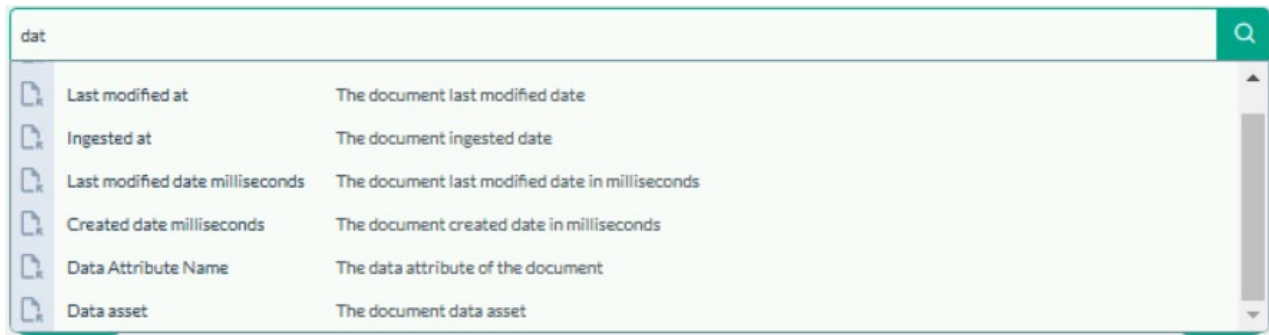 dat
Last modified at The document last modified date
Ingested at The document ingested date
Last modified date milliseconds The document last modified date in milliseconds
Created date milliseconds The document created date in milliseconds
Data Attribute Name The data attribute of the document
Data asset The document data asset